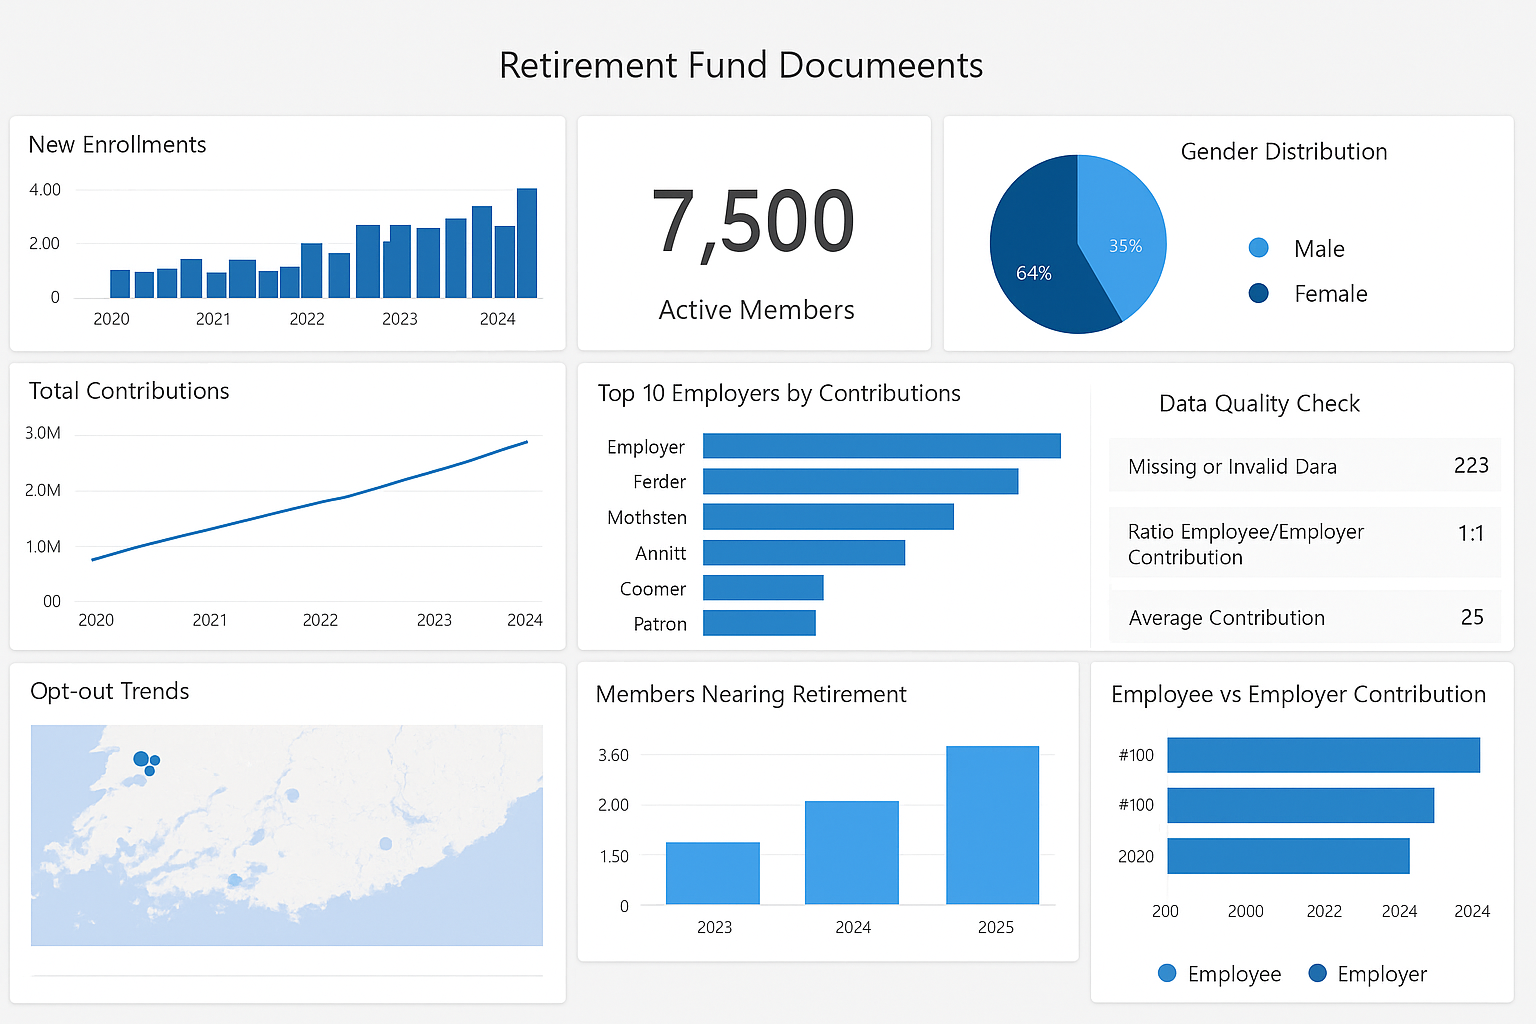 Retirement Fund Documeents
New Enrollments
4.00
2.00
0
2020 2021 2022 2023 2024
7,500
Active Members
Gender Distribution
35%
64%
Male
Female
Total Contributions
3.0M
2.0M
1.0M
00
2020 2021 2022 2023 2024
Top 10 Employers by Contributions
Employer
Ferder
Mothsten
Annitt
Coomer
Patron
Data Quality Check
Missing or Invalid Dara 223
Ratio Employee/Employer 1:1
Contribution
Average Contribution 25
Opt-out Trends
Members Nearing Retirement
3.60
2.00
1.50
0
2023 2024 2025
Employee vs Employer Contribution
#100
#100
2020
200 2000 2022 2024 2024
Employee Employer